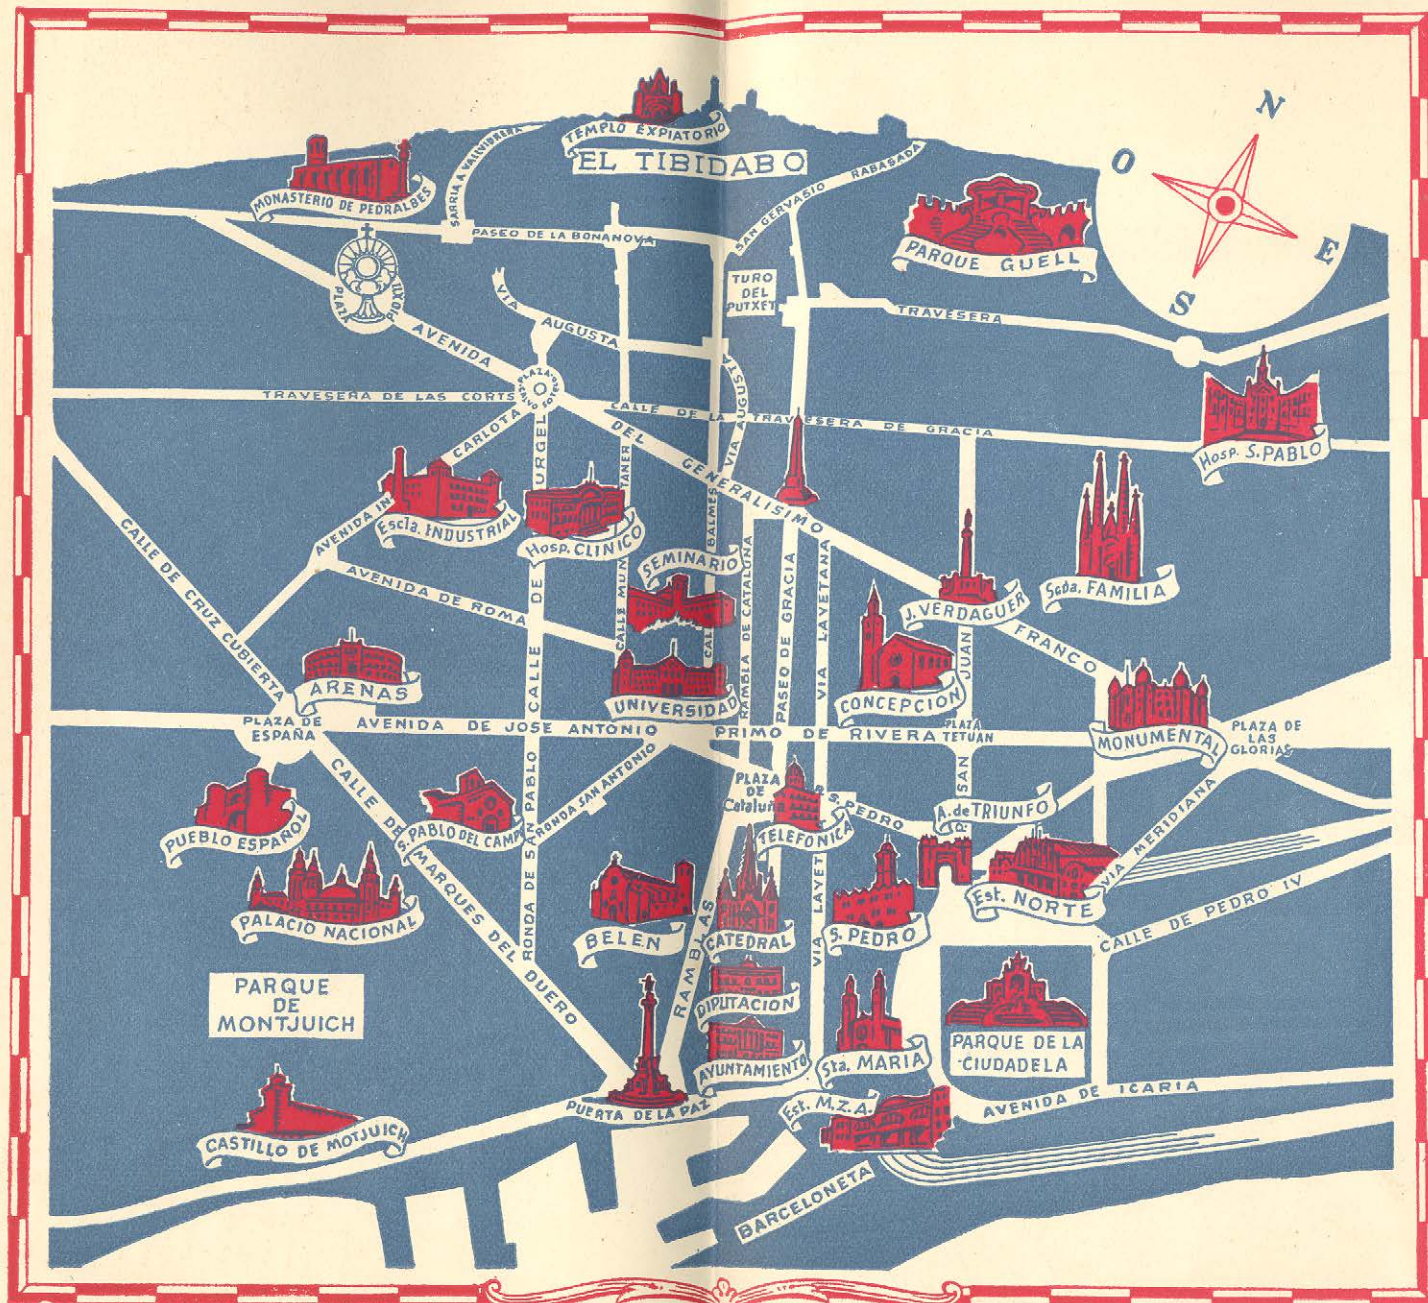 N
O
E
S
TEMPLO EXPIATORIO
EL TIBIDABO
MONASTERIO DE PEDRALBES
SARRIA A VALLVIDRERA
PASEO DE LA BONANOVA
SAN GERVASIO RABASADA
PARQUE GUELL
PLAZA
PIO XII
VIA
AUGUSTA
TURO
DEL
PUTXET
TRAVESERA
AVENIDA
PLAZA
CALVO SOTELO
TRAVESERA DE LAS CORTS
CALLE DE LA TRAVESERA DE GRACIA
VIA AUGUSTA
Hosp. S. PABLO
DEL
GENERALISIMO
CARLOTA
AVENIDA IN
URGEL
Escla. INDUSTRIAL
Hosp. CLINICO
TANER
BALMES
SEMINARIO
CALLE DE CRUZ CUBIERTA
AVENIDA DE ROMA
CALLE DE
CALLE MUN
CALL
RAMBLA DE CATALUÑA
PASEO DE GRACIA
VIA LAYETANA
J. VERDAGUER
Scda. FAMILIA
FRANCO
JUAN
ARENAS
UNIVERSIDAD
CONCEPCION
MONUMENTAL
PLAZA DE
ESPAÑA
AVENIDA DE JOSE ANTONIO
PRIMO DE RIVERA
PLAZA
TETUAN
PLAZA DE
LAS
GLORIAS
CALLE DE
MARQUES DEL DUERO
PUEBLO ESPAÑOL
S. PABLO DEL CAMP
RONDA DE SAN PABLO
RONDA SAN ANTONIO
PLAZA
DE
Cataluña
TELEFONICA
R. S. PEDRO
A. de TRIUNFO
SAN
VIA MERIDIANA
PALACIO NACIONAL
BELEN
RAMBLAS
CATEDRAL
VIA LAYET
S. PEDRO
Est. NORTE
CALLE DE PEDRO IV
PARQUE
DE
MONTJUICH
DIPUTACION
AYUNTAMIENTO
Sta. MARIA
PARQUE DE LA
CIUDADELA
CASTILLO DE MOTJUICH
PUERTA DE LA PAZ
Est. M.Z.A.
AVENIDA DE ICARIA
BARCELONETA